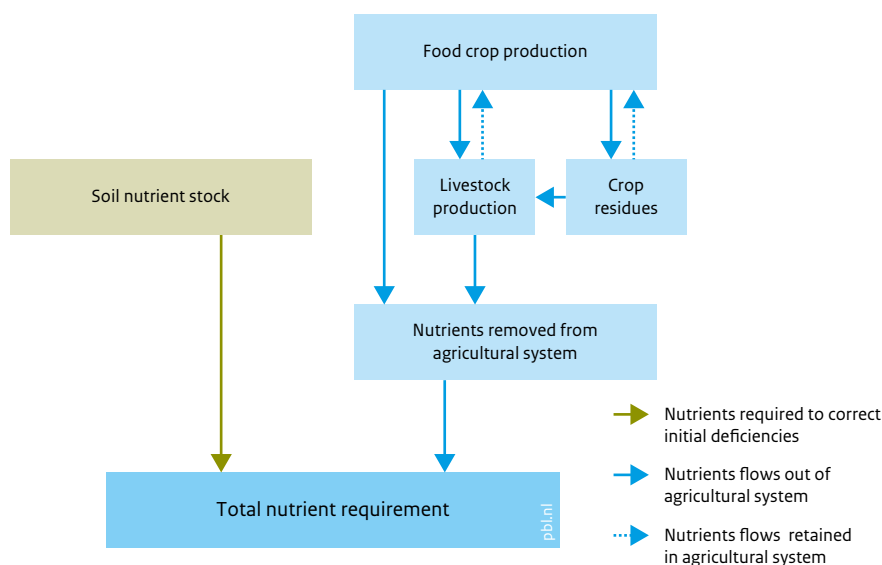 Food crop production
Soil nutrient stock
Livestock
production
Crop
residues
Nutrients removed from
agricultural system
Total nutrient requirement
pbl.nl
Nutrients required to correct
initial deficiencies
Nutrients flows out of
agricultural system
Nutrients flows retained
in agricultural system